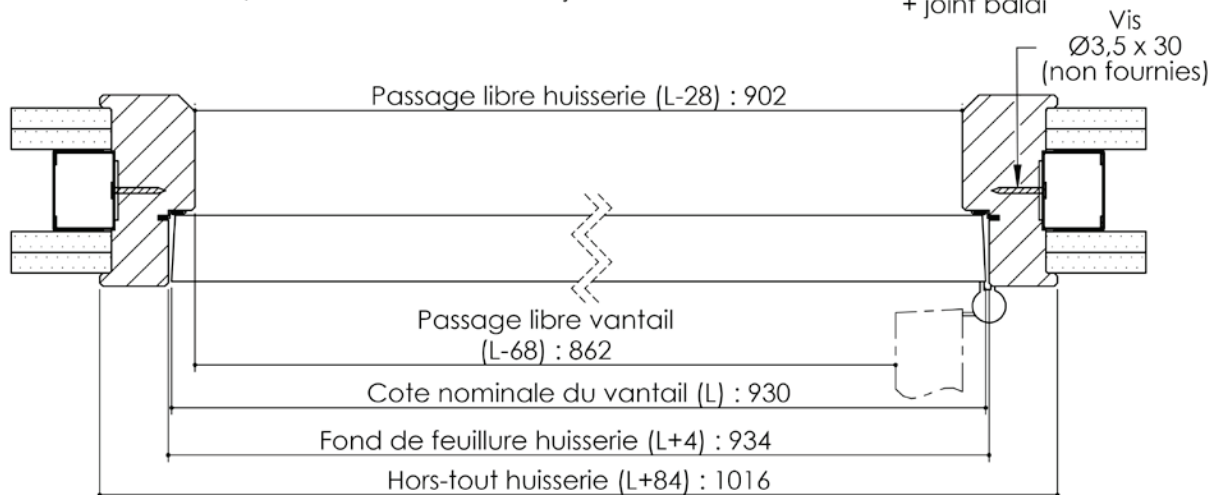 + joint balai
Vis
Ø3,5 x 30
(non fournies)
Passage libre huisserie (L-28) : 902
Passage libre vantail
(L-68) : 862
Cote nominale du vantail (L) : 930
Fond de feuillure huisserie (L+4) : 934
Hors-tout huisserie (L+84) : 1016